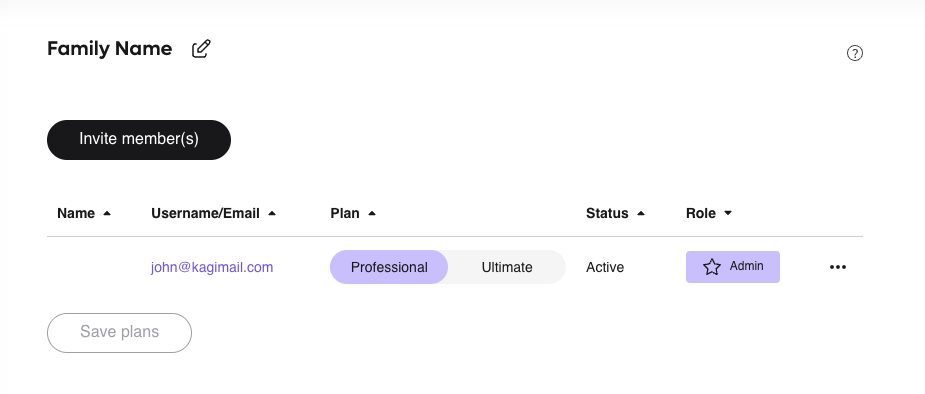 Family Name
?
Invite member(s)
Name Username/Email Plan Status Role
john@kagimail.com Professional Ultimate Active Admin
Save plans